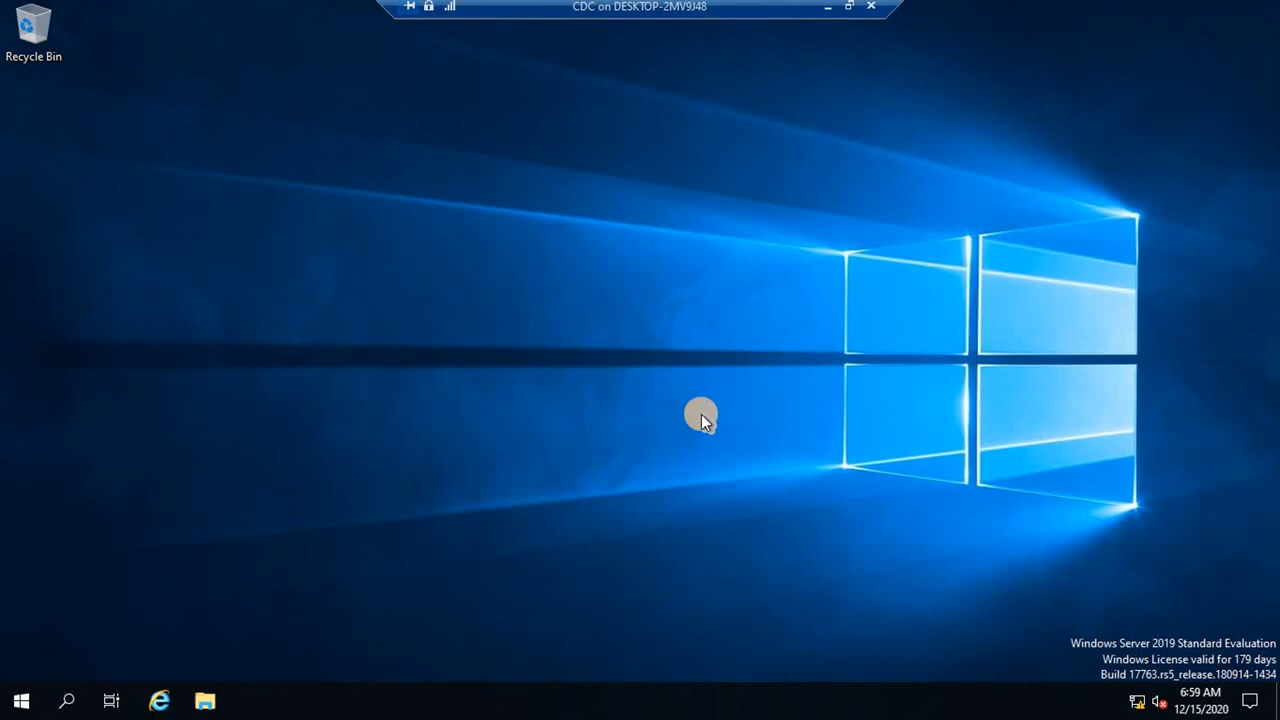 CDC on DESKTOP-2MV9J48
Recycle Bin
Windows Server 2019 Standard Evaluation
Windows License valid for 179 days
Build 17763.rs5_release.180914-1434
6:59 AM
12/15/2020